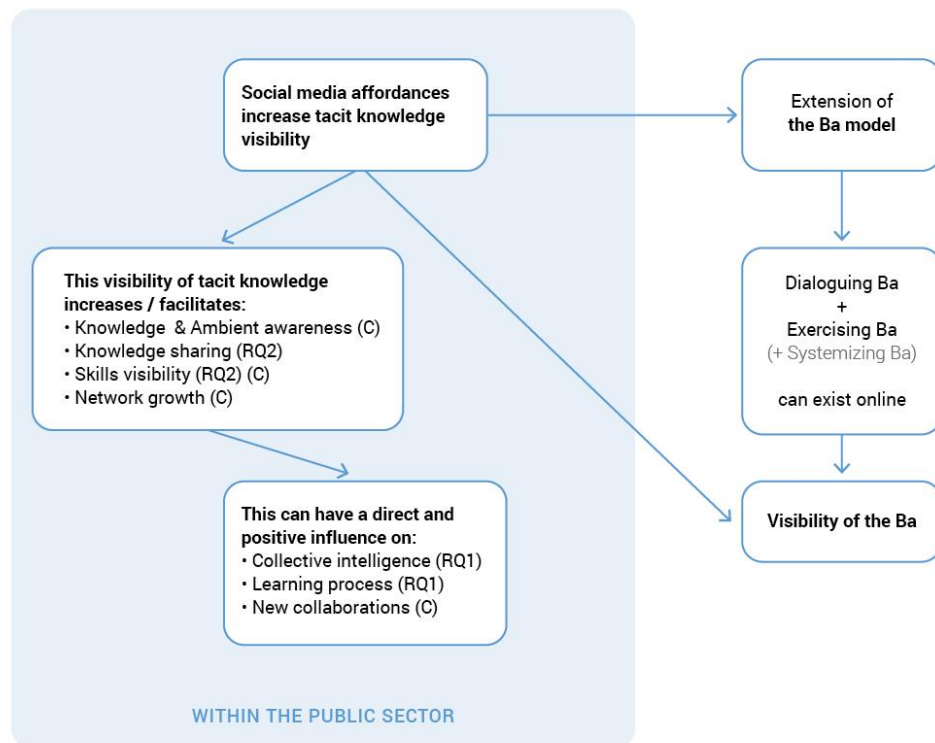 Social media affordances
increase tacit knowledge
visibility
Extension of
the Ba model
This visibility of tacit knowledge
increases / facilitates:
• Knowledge & Ambient awareness (C)
• Knowledge sharing (RQ2)
• Skills visibility (RQ2) (C)
• Network growth (C)
Dialoguing Ba
+
Exercising Ba
(+ Systemizing Ba)
can exist online
This can have a direct and
positive influence on:
• Collective intelligence (RQ1)
• Learning process (RQ1)
• New collaborations (C)
Visibility of the Ba
WITHIN THE PUBLIC SECTOR